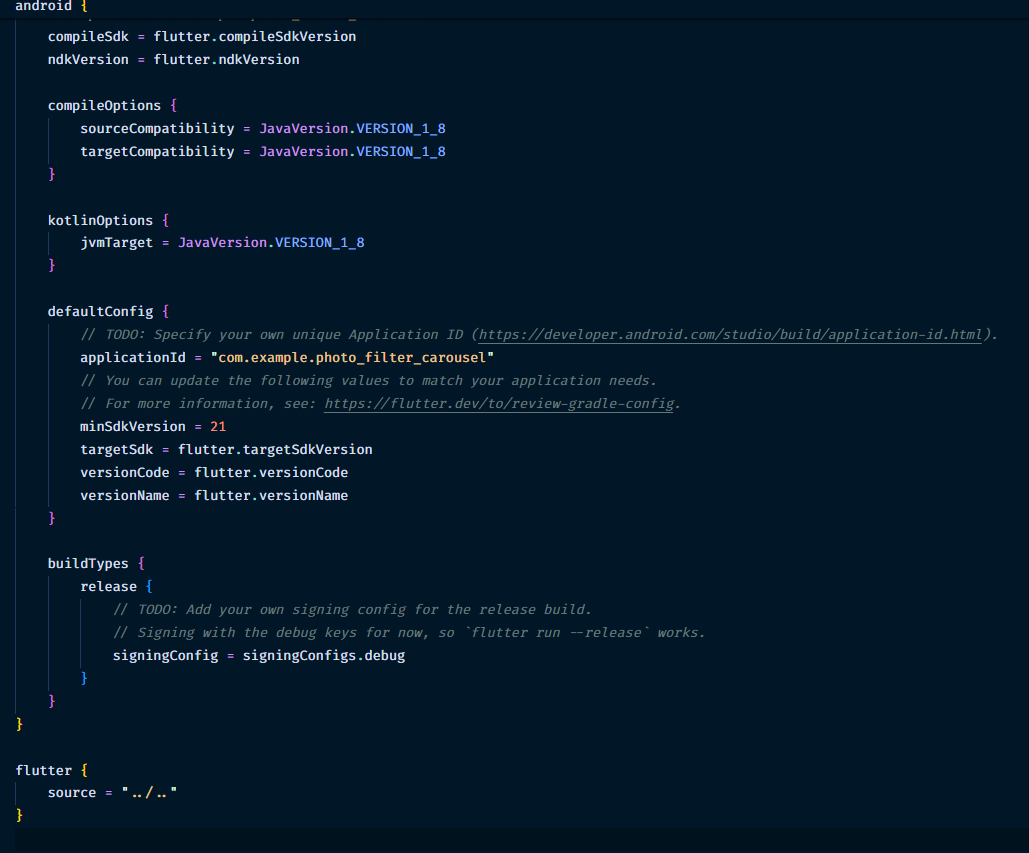 android {
compileSdk = flutter.compileSdkVersion
ndkVersion = flutter.ndkVersion
compileOptions {
sourceCompatibility = JavaVersion.VERSION_1_8
targetCompatibility = JavaVersion.VERSION_1_8
}
kotlinOptions {
jvmTarget = JavaVersion.VERSION_1_8
}
defaultConfig {
// TODO: Specify your own unique Application ID (https://developer.android.com/studio/build/application-id.html).
applicationId = "com.example.photo_filter_carousel"
// You can update the following values to match your application needs.
// For more information, see: https://flutter.dev/to/review-gradle-config.
minSdkVersion = 21
targetSdk = flutter.targetSdkVersion
versionCode = flutter.versionCode
versionName = flutter.versionName
}
buildTypes {
release {
// TODO: Add your own signing config for the release build.
// Signing with the debug keys for now, so `flutter run --release` works.
signingConfig = signingConfigs.debug
}
}
}
flutter {
source = "../.."
}